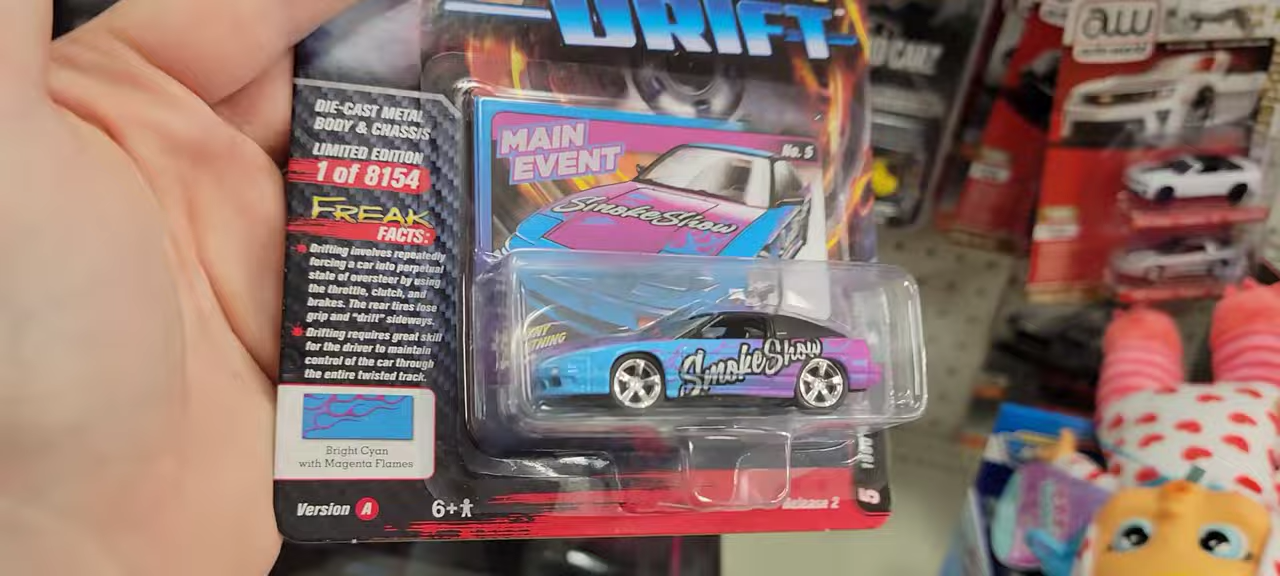 DRIFT
DIE-CAST METAL
BODY & CHASSIS
LIMITED EDITION
1 of 8154
FREAK
FACTS:
Drifting involves repeatedly
forcing a car into perpetual
state of oversteer by using
the throttle, clutch, and
brakes. The rear tires lose
grip and "drift" sideways.
Drifting requires great skill
for the driver to maintain
control of the car through
the entire twisted track.
Bright Cyan
with Magenta Flames
Version A
6+
MAIN
EVENT
No. 5
SmokeShow
SmokeShow
Release 2
5
aw